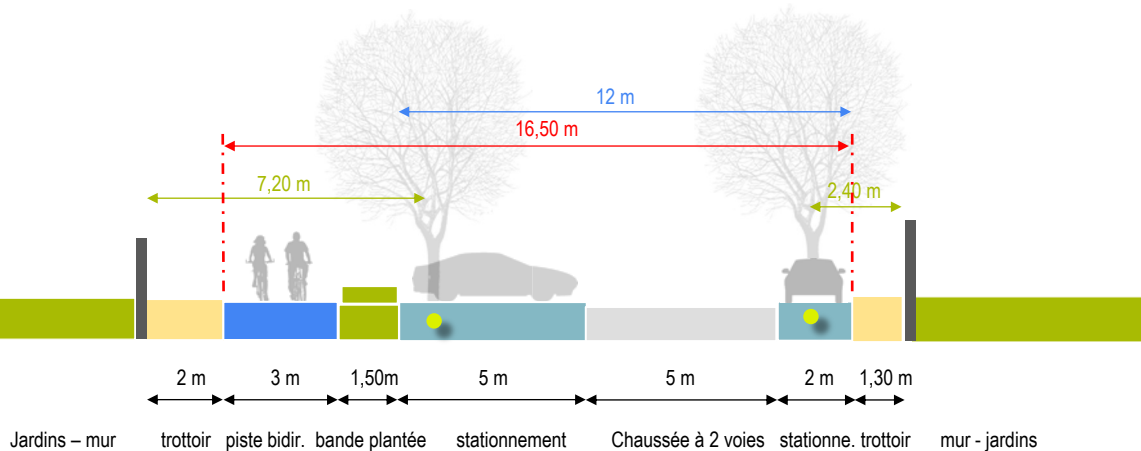 12 m
16,50 m
7,20 m
2,40 m
2 m 3 m 1,50m 5 m 5 m 2 m 1,30 m
Jardins – mur trottoir piste bidir. bande plantée stationnement Chaussée à 2 voies stationne. trottoir mur - jardins